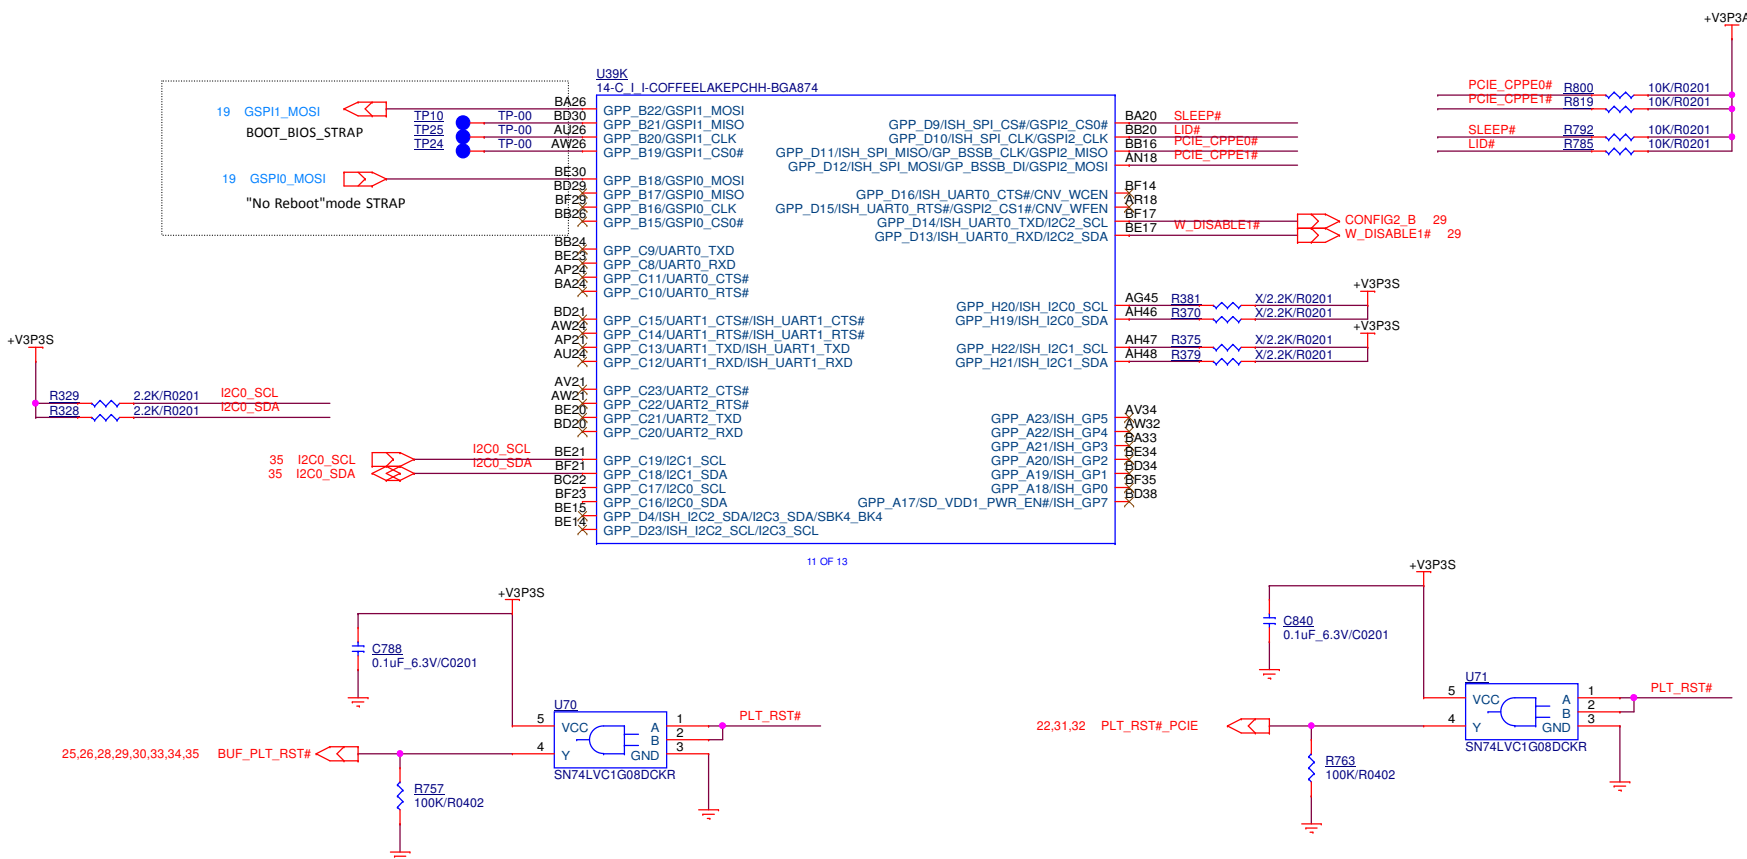 +V3P3A
U39K
14-C_I_I-COFFEELAKEPCHH-BGA874
19 GSPI1_MOSI
BOOT_BIOS_STRAP
TP10 TP-00
TP25 TP-00
TP24 TP-00
19 GSPI0_MOSI
"No Reboot"mode STRAP
BA26 GPP_B22/GSPI1_MOSI
BD30 GPP_B21/GSPI1_MISO
AU26 GPP_B20/GSPI1_CLK
AW26 GPP_B19/GSPI1_CS0#
BE30 GPP_B18/GSPI0_MOSI
BD29 GPP_B17/GSPI0_MISO
BF29 GPP_B16/GSPI0_CLK
BB26 GPP_B15/GSPI0_CS0#
BB24 GPP_C9/UART0_TXD
BE23 GPP_C8/UART0_RXD
AP24 GPP_C11/UART0_CTS#
BA24 GPP_C10/UART0_RTS#
BD21 GPP_C15/UART1_CTS#/ISH_UART1_CTS#
AW24 GPP_C14/UART1_RTS#/ISH_UART1_RTS#
AP21 GPP_C13/UART1_TXD/ISH_UART1_TXD
AU24 GPP_C12/UART1_RXD/ISH_UART1_RXD
AV21 GPP_C23/UART2_CTS#
AW21 GPP_C22/UART2_RTS#
BE20 GPP_C21/UART2_TXD
BD20 GPP_C20/UART2_RXD
BE21 GPP_C19/I2C1_SCL
BF21 GPP_C18/I2C1_SDA
BC22 GPP_C17/I2C0_SCL
BF23 GPP_C16/I2C0_SDA
BE15 GPP_D4/ISH_I2C2_SDA/I2C3_SDA/SBK4_BK4
BE14 GPP_D23/ISH_I2C2_SCL/I2C3_SCL
GPP_D9/ISH_SPI_CS#/GSPI2_CS0# BA20 SLEEP#
GPP_D10/ISH_SPI_CLK/GSPI2_CLK BB20 LID#
GPP_D11/ISH_SPI_MISO/GP_BSSB_CLK/GSPI2_MISO BB16 PCIE_CPPE0#
GPP_D12/ISH_SPI_MOSI/GP_BSSB_DI/GSPI2_MOSI AN18 PCIE_CPPE1#
GPP_D16/ISH_UART0_CTS#/CNV_WCEN BF14
GPP_D15/ISH_UART0_RTS#/GSPI2_CS1#/CNV_WFEN AR18
GPP_D14/ISH_UART0_TXD/I2C2_SCL BF17 CONFIG2_B 29
GPP_D13/ISH_UART0_RXD/I2C2_SDA BE17 W_DISABLE1# W_DISABLE1# 29
+V3P3S
GPP_H20/ISH_I2C0_SCL AG45 R381 X/2.2K/R0201
GPP_H19/ISH_I2C0_SDA AH46 R370 X/2.2K/R0201
+V3P3S
GPP_H22/ISH_I2C1_SCL AH47 R375 X/2.2K/R0201
GPP_H21/ISH_I2C1_SDA AH48 R379 X/2.2K/R0201
GPP_A23/ISH_GP5 AV34
GPP_A22/ISH_GP4 AW32
GPP_A21/ISH_GP3 BA33
GPP_A20/ISH_GP2 BE34
GPP_A19/ISH_GP1 BD34
GPP_A18/ISH_GP0 BF35
GPP_A17/SD_VDD1_PWR_EN#/ISH_GP7 BD38
11 OF 13
PCIE_CPPE0# R800 10K/R0201
PCIE_CPPE1# R819 10K/R0201
SLEEP# R792 10K/R0201
LID# R785 10K/R0201
+V3P3S
R329 2.2K/R0201 I2C0_SCL
R328 2.2K/R0201 I2C0_SDA
35 I2C0_SCL I2C0_SCL
35 I2C0_SDA I2C0_SDA
+V3P3S
C788
0.1uF_6.3V/C0201
U70
5 VCC A 1 PLT_RST#
B 2
4 Y GND 3
SN74LVC1G08DCKR
25,26,28,29,30,33,34,35 BUF_PLT_RST#
R757
100K/R0402
+V3P3S
C840
0.1uF_6.3V/C0201
U71
5 VCC A 1 PLT_RST#
B 2
4 Y GND 3
SN74LVC1G08DCKR
22,31,32 PLT_RST#_PCIE
R763
100K/R0402